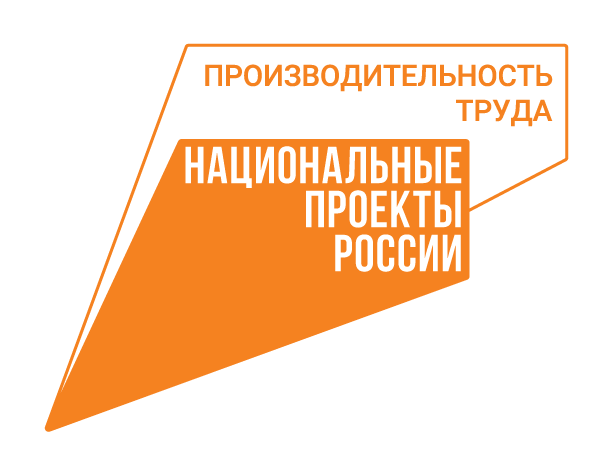 ПРОИЗВОДИТЕЛЬНОСТЬ
ТРУДА
НАЦИОНАЛЬНЫЕ
ПРОЕКТЫ
РОССИИ